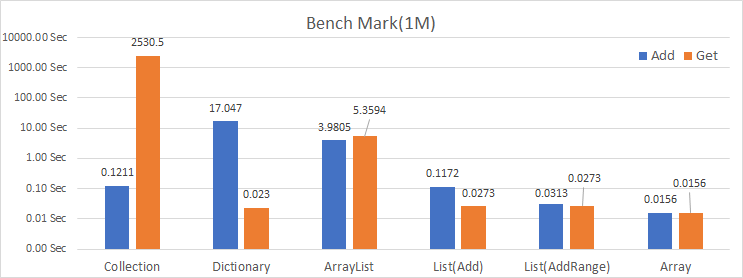 Bench Mark(1M)
10000.00 Sec
1000.00 Sec
100.00 Sec
10.00 Sec
1.00 Sec
0.10 Sec
0.01 Sec
0.00 Sec
Add Get
0.1211
2530.5
17.047
0.023
3.9805
5.3594
0.1172
0.0273
0.0313
0.0273
0.0156
0.0156
Collection Dictionary ArrayList List(Add) List(AddRange) Array